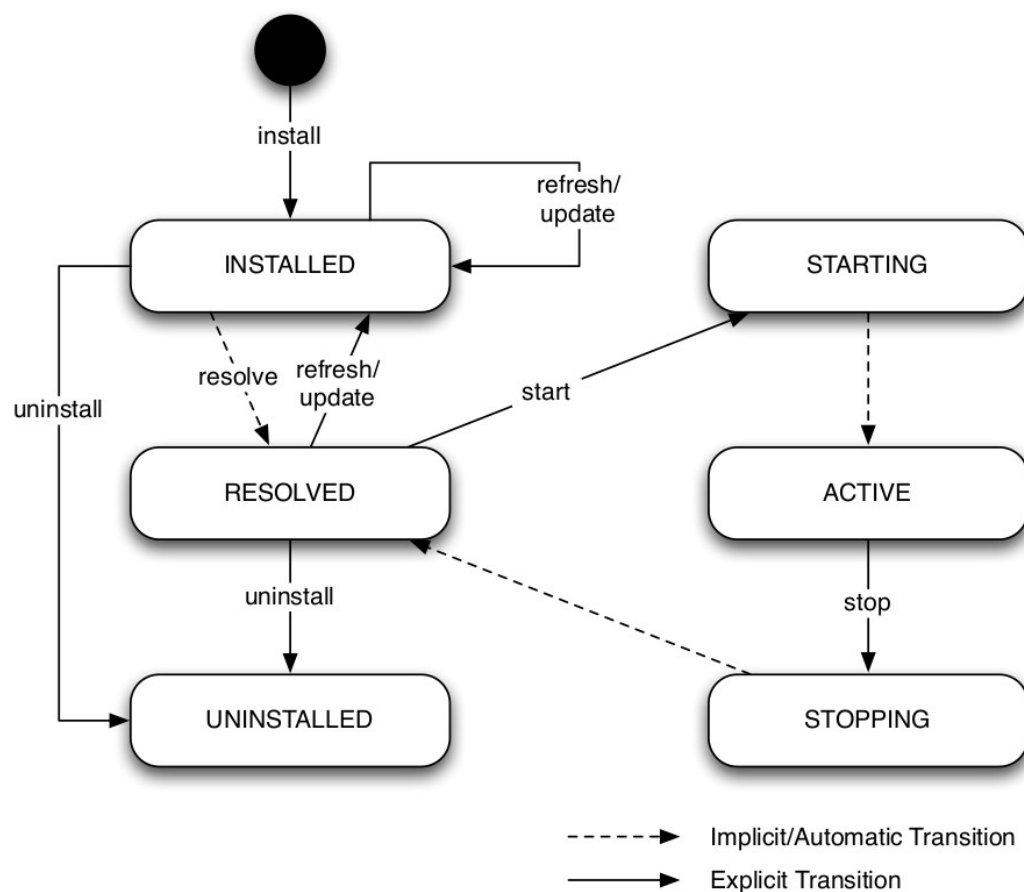 install
refresh/
update
INSTALLED
STARTING
resolve
refresh/
update
start
uninstall
RESOLVED
ACTIVE
uninstall
stop
UNINSTALLED
STOPPING
Implicit/Automatic Transition
Explicit Transition